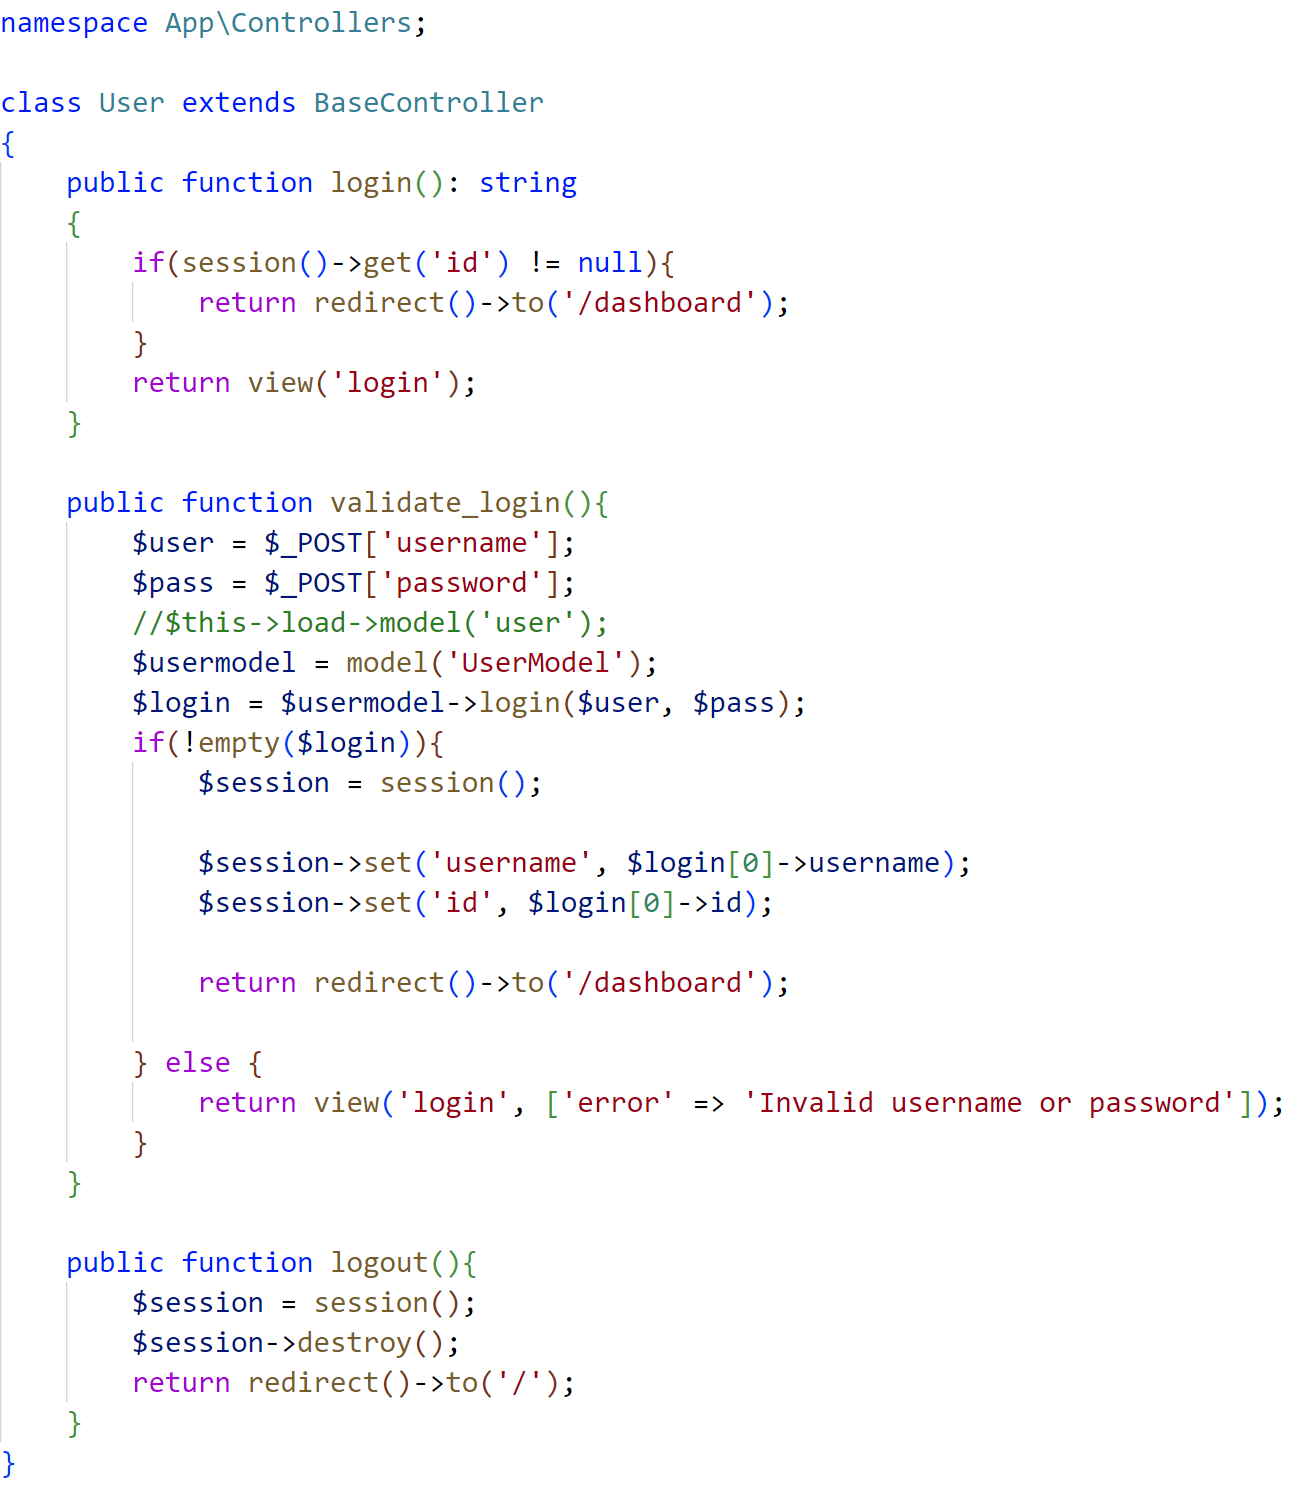 namespace App\Controllers;
class User extends BaseController
{
public function login(): string
{
if(session()->get('id') != null){
return redirect()->to('/dashboard');
}
return view('login');
}
public function validate_login(){
$user = $_POST['username'];
$pass = $_POST['password'];
//$this->load->model('user');
$usermodel = model('UserModel');
$login = $usermodel->login($user, $pass);
if(!empty($login)){
$session = session();
$session->set('username', $login[0]->username);
$session->set('id', $login[0]->id);
return redirect()->to('/dashboard');
} else {
return view('login', ['error' => 'Invalid username or password']);
}
}
public function logout(){
$session = session();
$session->destroy();
return redirect()->to('/');
}
}